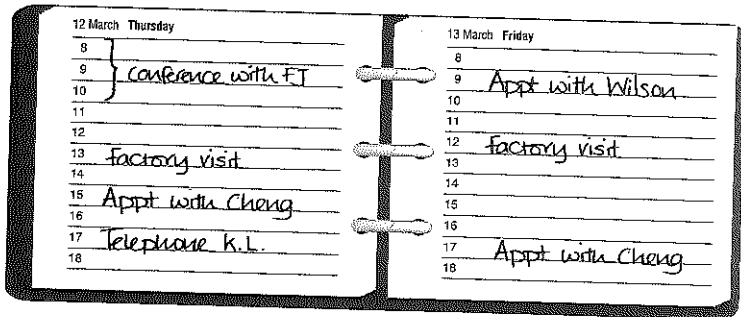 12 March Thursday
8
9 Conference with FJ
10
11
12
13 Factory visit
14
15 Appt with Cheng
16
17 Telephone K.L.
18
13 March Friday
8
9 Appt with Wilson
10
11
12 Factory visit
13
14
15
16
17 Appt with Cheng
18